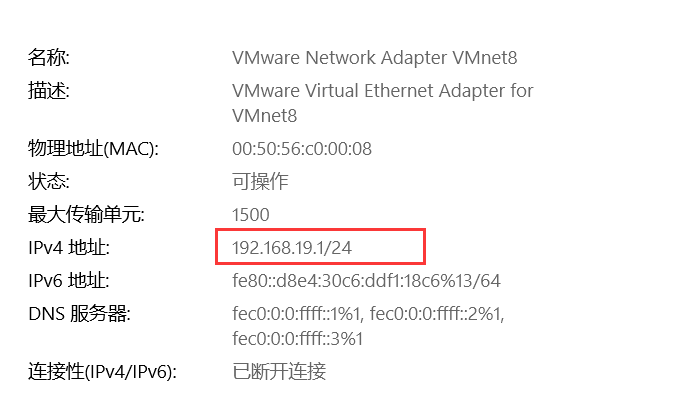 名称: VMware Network Adapter VMnet8
描述: VMware Virtual Ethernet Adapter for
VMnet8
物理地址(MAC): 00:50:56:c0:00:08
状态: 可操作
最大传输单元: 1500
IPv4 地址: 192.168.19.1/24
IPv6 地址: fe80::d8e4:30c6:ddf1:18c6%13/64
DNS 服务器: fec0:0:0:ffff::1%1, fec0:0:0:ffff::2%1,
fec0:0:0:ffff::3%1
连接性(IPv4/IPv6): 已断开连接